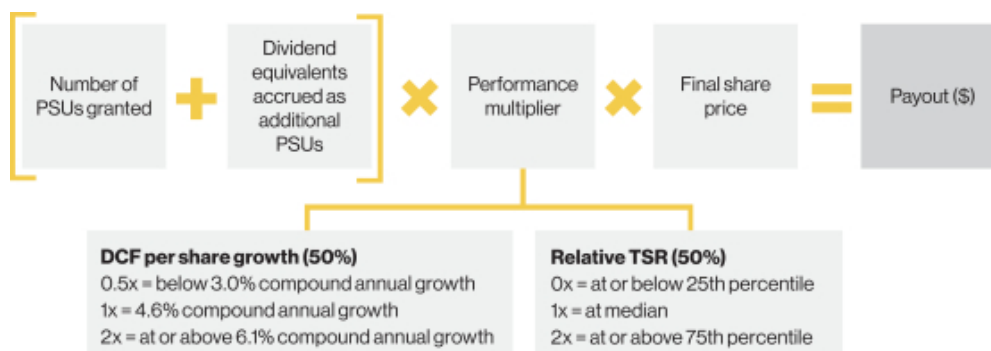 Number of
PSUs granted
+
Dividend
equivalents
accrued as
additional
PSUs
×
Performance
multiplier
×
Final share
price
=
Payout ($)
DCF per share growth (50%)
0.5x = below 3.0% compound annual growth
1x = 4.6% compound annual growth
2x = at or above 6.1% compound annual growth
Relative TSR (50%)
0x = at or below 25th percentile
1x = at median
2x = at or above 75th percentile